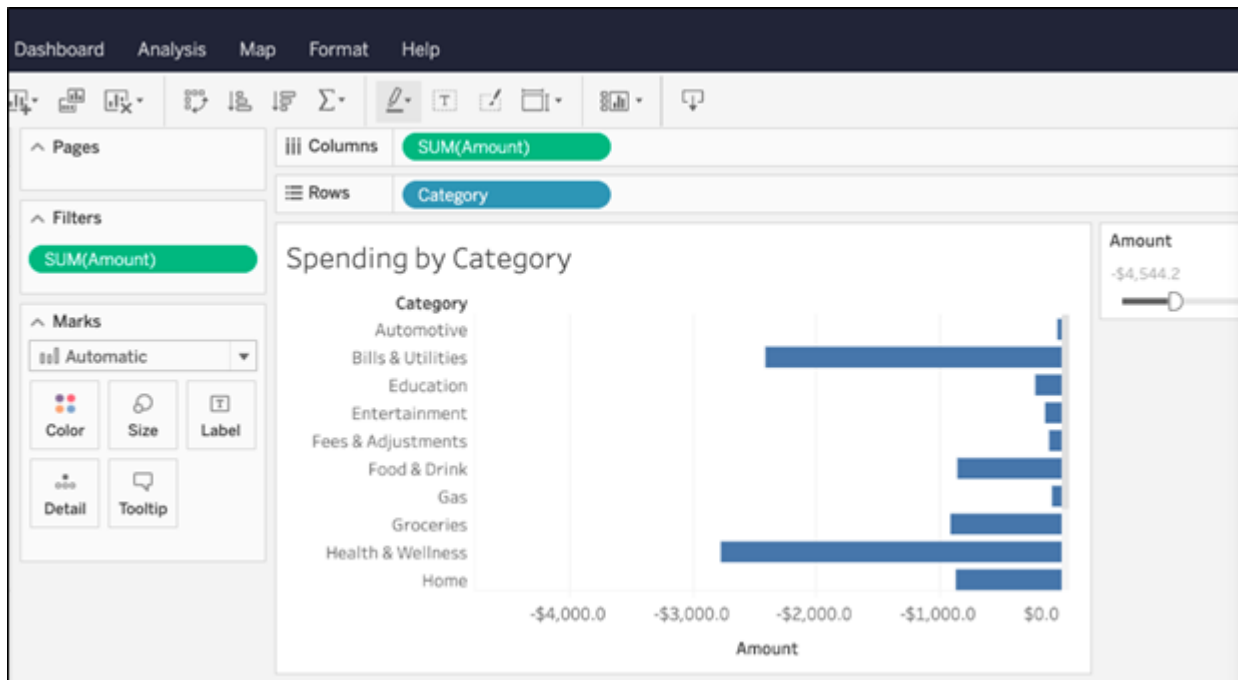 Dashboard Analysis Map Format Help
Pages
Columns SUM(Amount)
Rows Category
Filters
SUM(Amount)
Marks
Automatic
Color Size Label
Detail Tooltip
Spending by Category
Category
Automotive
Bills & Utilities
Education
Entertainment
Fees & Adjustments
Food & Drink
Gas
Groceries
Health & Wellness
Home
-$4,000.0 -$3,000.0 -$2,000.0 -$1,000.0 $0.0
Amount
Amount
-$4,544.2